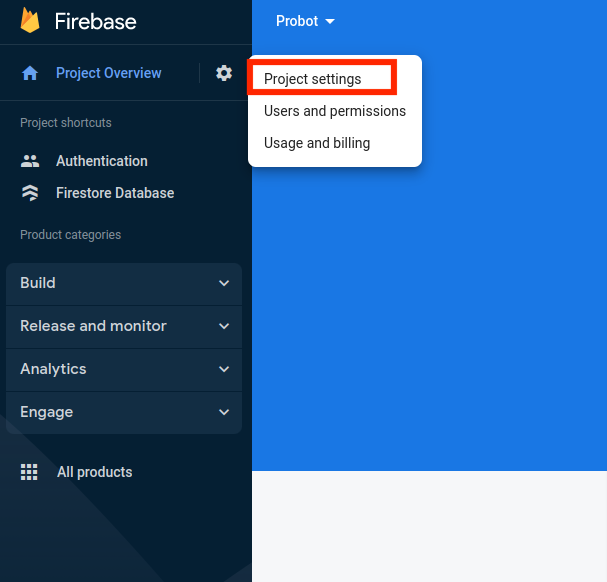 Firebase
Probot
Project Overview
Project settings
Users and permissions
Usage and billing
Project shortcuts
Authentication
Firestore Database
Product categories
Build
Release and monitor
Analytics
Engage
All products